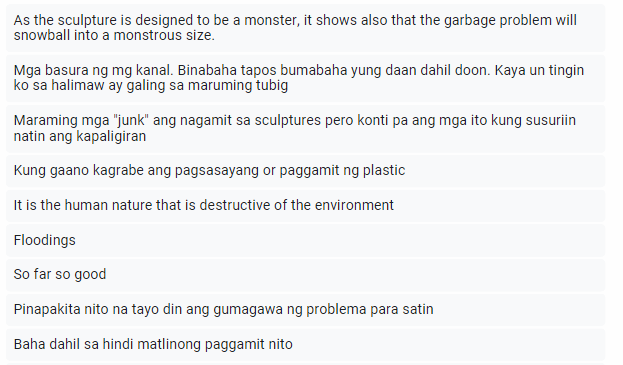 As the sculpture is designed to be a monster, it shows also that the garbage problem will
snowball into a monstrous size.
Mga basura ng mg kanal. Binabaha tapos bumabaha yung daan dahil doon. Kaya un tingin
ko sa halimaw ay galing sa maruming tubig
Maraming mga "junk" ang nagamit sa sculptures pero konti pa ang mga ito kung susuriin
natin ang kapaligiran
Kung gaano kagrabe ang pagsasayang or paggamit ng plastic
It is the human nature that is destructive of the environment
Floodings
So far so good
Pinapakita nito na tayo din ang gumagawa ng problema para satin
Baha dahil sa hindi matlinong paggamit nito